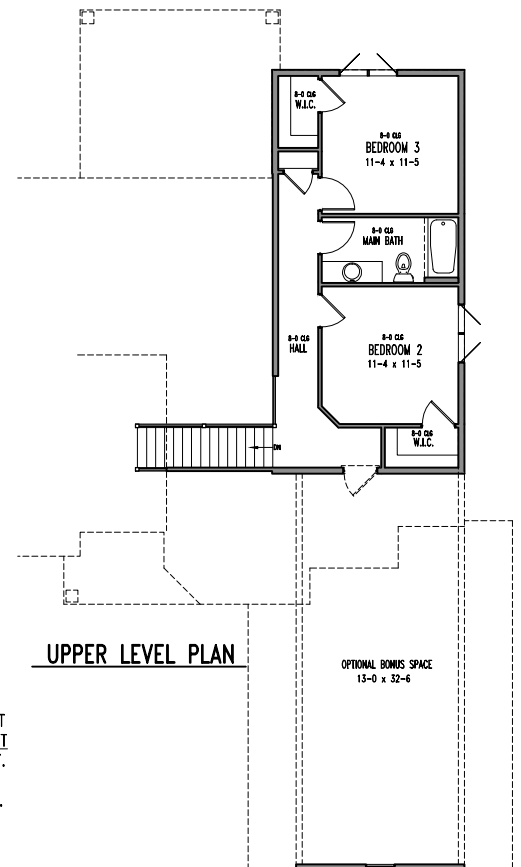 8-0 CLG
W.I.C.
8-0 CLG
BEDROOM 3
11-4 x 11-5
8-0 CLG
MAIN BATH
8-0 CLG
HALL
8-0 CLG
BEDROOM 2
11-4 x 11-5
8-0 CLG
W.I.C.
DN
UPPER LEVEL PLAN
OPTIONAL BONUS SPACE
13-0 x 32-6
T
T
.
.